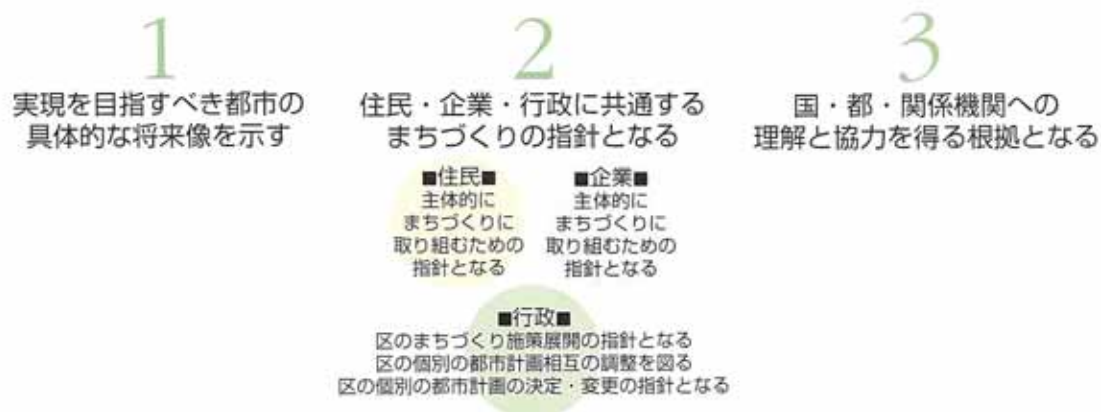 1
実現を目指すべき都市の
具体的な将来像を示す
2
住民・企業・行政に共通する
まちづくりの指針となる
■住民■
主体的に
まちづくりに
取り組むための
指針となる
■企業■
主体的に
まちづくりに
取り組むための
指針となる
■行政■
区のまちづくり施策展開の指針となる
区の個別の都市計画相互の調整を図る
区の個別の都市計画の決定・変更の指針となる
3
国・都・関係機関への
理解と協力を得る根拠となる